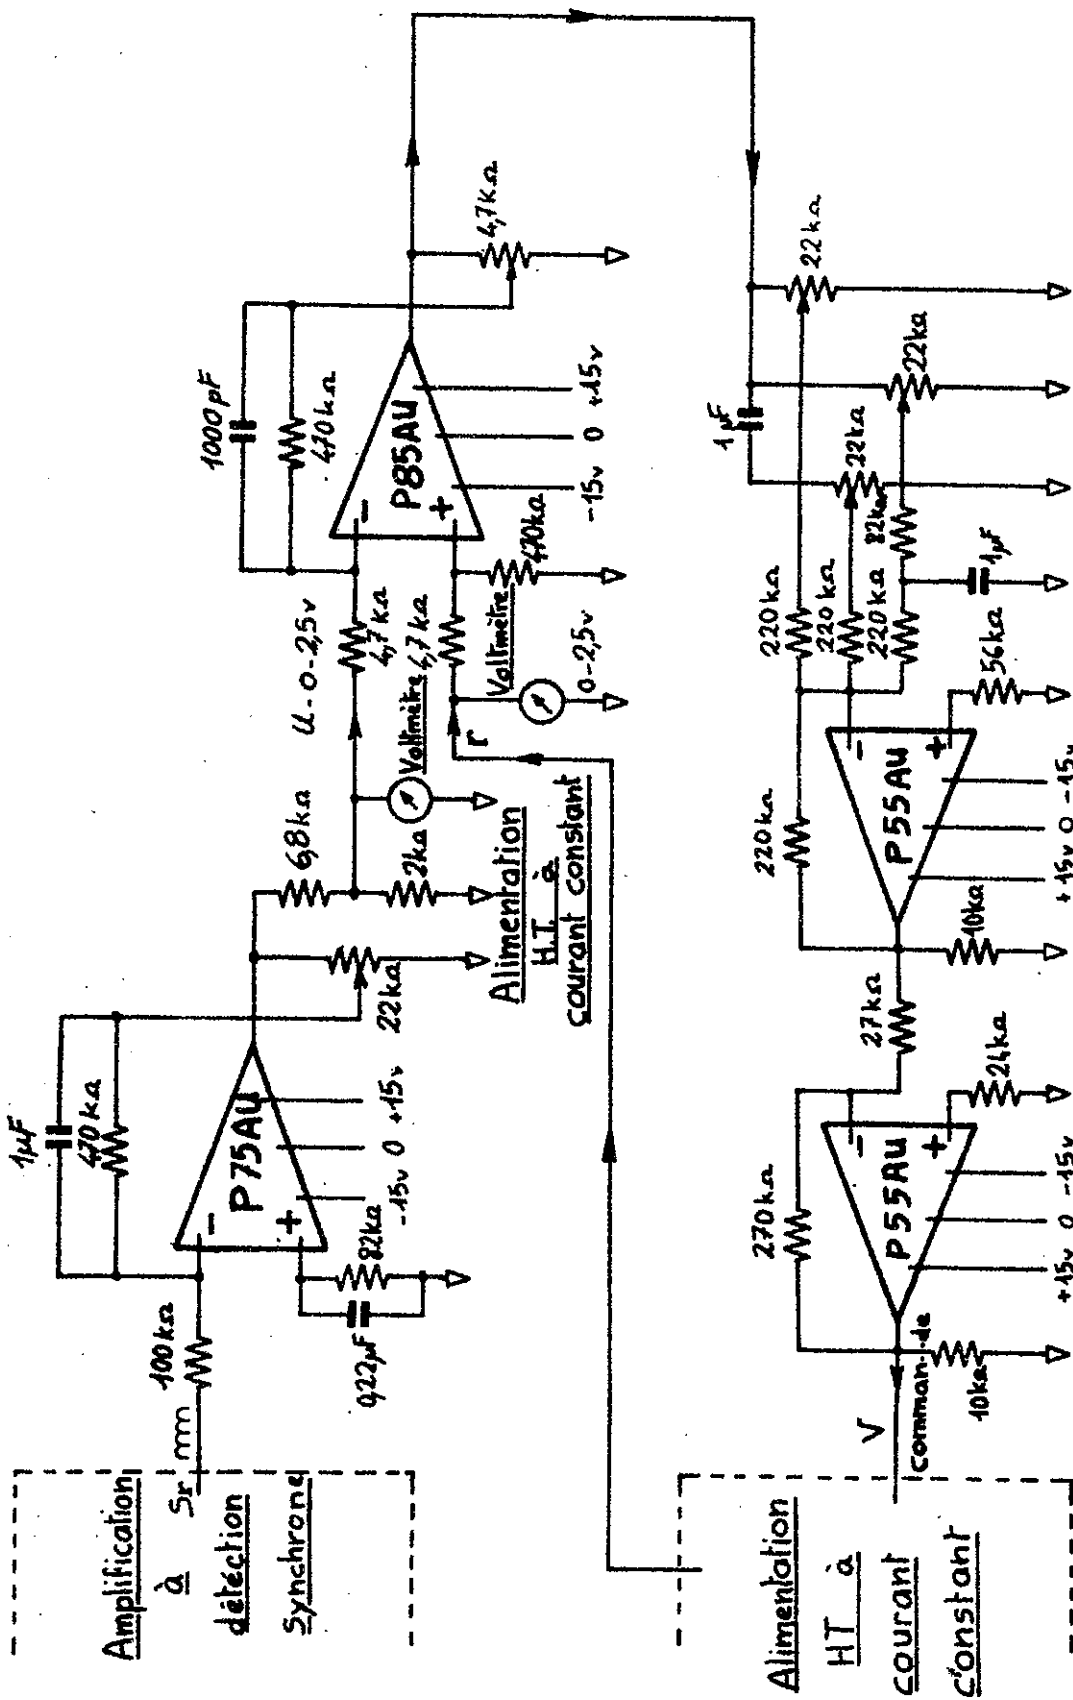 Amplification
à
détéction
Synchrone
Sr
100kΩ
1µF
470kΩ
P75AU
-
+
-15v 0 +15v
82kΩ
0,22µF
22kΩ
6,8kΩ
2kΩ
Voltmètre
U-0-2,5v
4,7kΩ
4,7kΩ
1000pF
470kΩ
P85AU
-
+
-15v 0 +15v
470kΩ
4,7kΩ
Voltmètre
0-2,5v
r
Alimentation
H.T. à
courant constant
22kΩ
22kΩ
22kΩ
1µF
82kΩ
1µF
220kΩ
220kΩ
220kΩ
56kΩ
220kΩ
P55AU
-
+
+15v 0 -15v
10kΩ
27kΩ
24kΩ
270kΩ
P55AU
-
+
+15v 0 -15v
10kΩ
V
comman-de
Alimentation
HT à
courant
constant